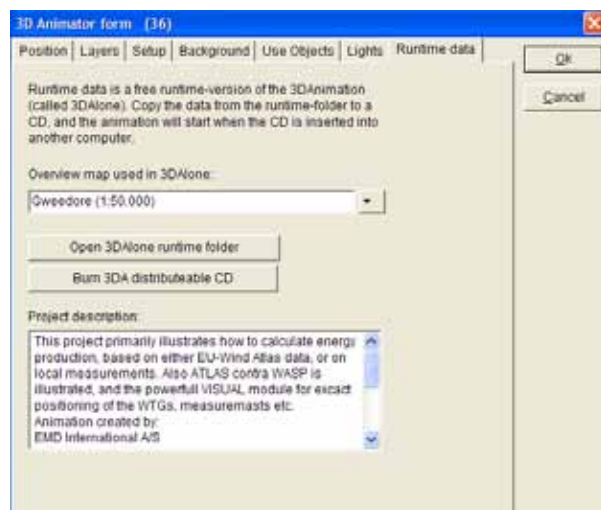 3D Animator form (36)
Position Layers Setup Background Use Objects Lights Runtime data
Ok
Cancel
Runtime data is a free runtime-version of the 3DAnimation
(called 3DAlone). Copy the data from the runtime-folder to a
CD, and the animation will start when the CD is inserted into
another computer.
Overview map used in 3DAlone:
Gweedore (1:50.000)
Open 3DAlone runtime folder
Burn 3DA distributeable CD
Project description:
This project primarily illustrates how to calculate energy
production, based on either EU-Wind Atlas data, or on
local measurements. Also ATLAS contra WASP is
illustrated, and the powerfull VISUAL module for excact
positioning of the WTGs, measuremasts etc.
Animation created by:
EMD International A/S